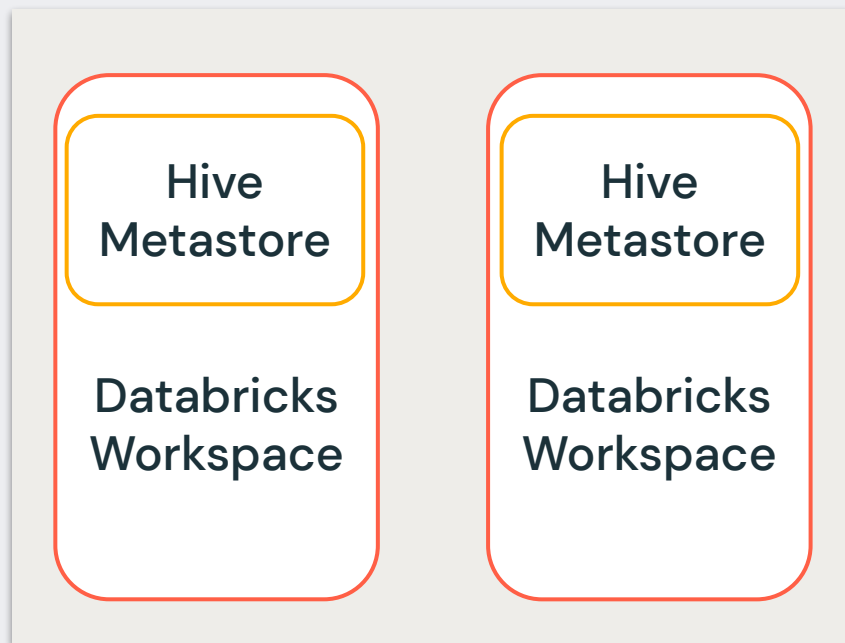 Hive
Metastore
Databricks
Workspace
Hive
Metastore
Databricks
Workspace